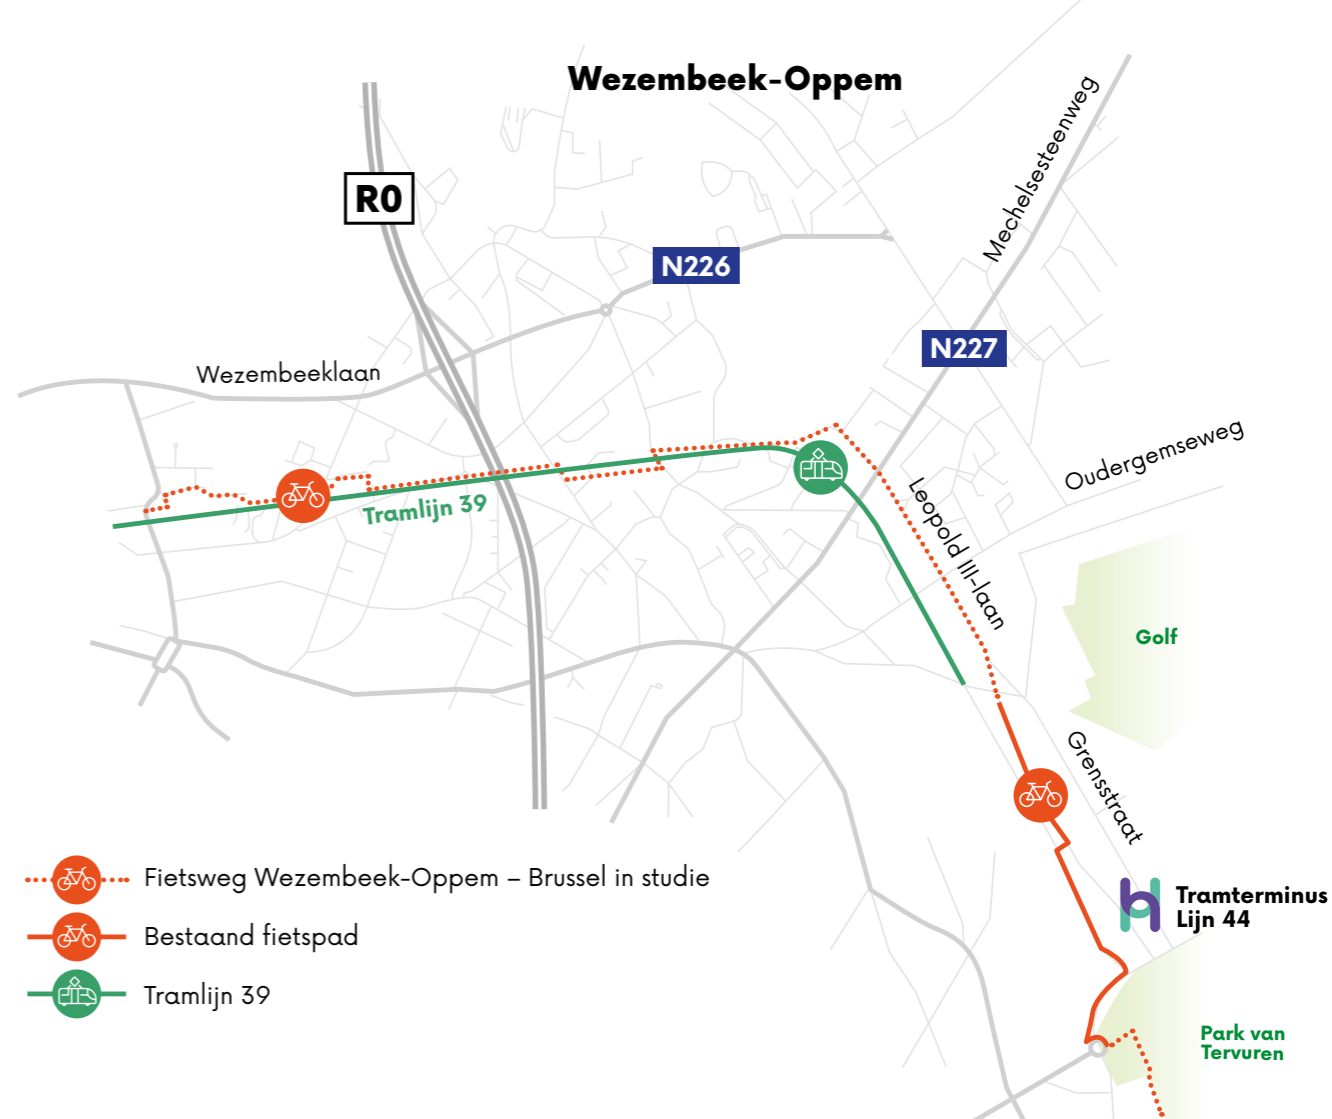 Wezembeek-Oppem
Mechelsesteenweg
R0
N226
N227
Wezembeeklaan
Oudergemseweg
Tramlijn 39
Leopold III-laan
Golf
Grensstraat
Fietsweg Wezembeek-Oppem – Brussel in studie
Tramterminus
Lijn 44
Bestaand fietspad
Tramlijn 39
Park van
Tervuren